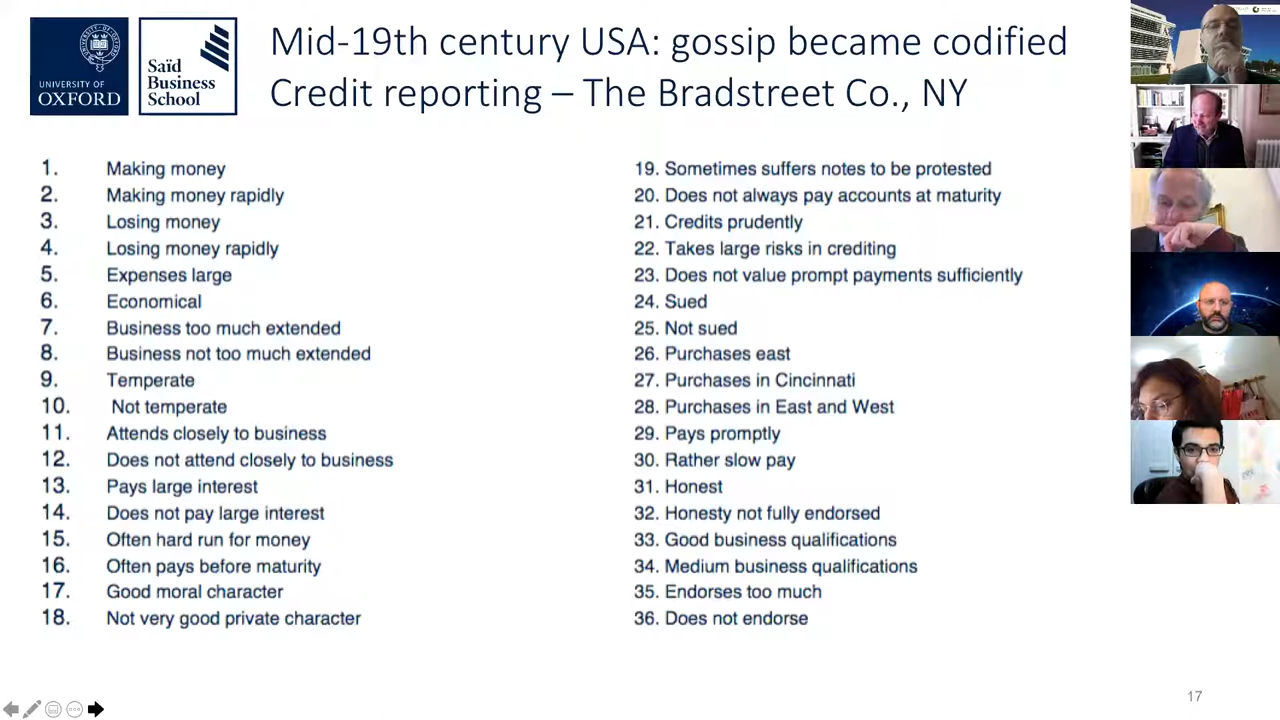 UNIVERSITY OF
OXFORD
Saïd
Business
School
Mid-19th century USA: gossip became codified
Credit reporting – The Bradstreet Co., NY
1. Making money
2. Making money rapidly
3. Losing money
4. Losing money rapidly
5. Expenses large
6. Economical
7. Business too much extended
8. Business not too much extended
9. Temperate
10. Not temperate
11. Attends closely to business
12. Does not attend closely to business
13. Pays large interest
14. Does not pay large interest
15. Often hard run for money
16. Often pays before maturity
17. Good moral character
18. Not very good private character
19. Sometimes suffers notes to be protested
20. Does not always pay accounts at maturity
21. Credits prudently
22. Takes large risks in crediting
23. Does not value prompt payments sufficiently
24. Sued
25. Not sued
26. Purchases east
27. Purchases in Cincinnati
28. Purchases in East and West
29. Pays promptly
30. Rather slow pay
31. Honest
32. Honesty not fully endorsed
33. Good business qualifications
34. Medium business qualifications
35. Endorses too much
36. Does not endorse
17